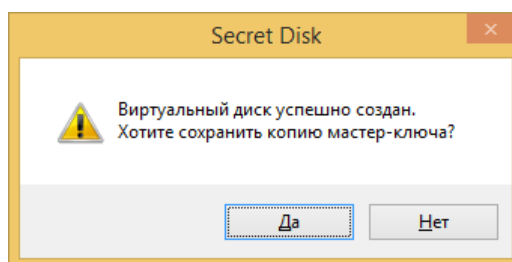 Secret Disk
Виртуальный диск успешно создан.
Хотите сохранить копию мастер-ключа?
Да
Нет